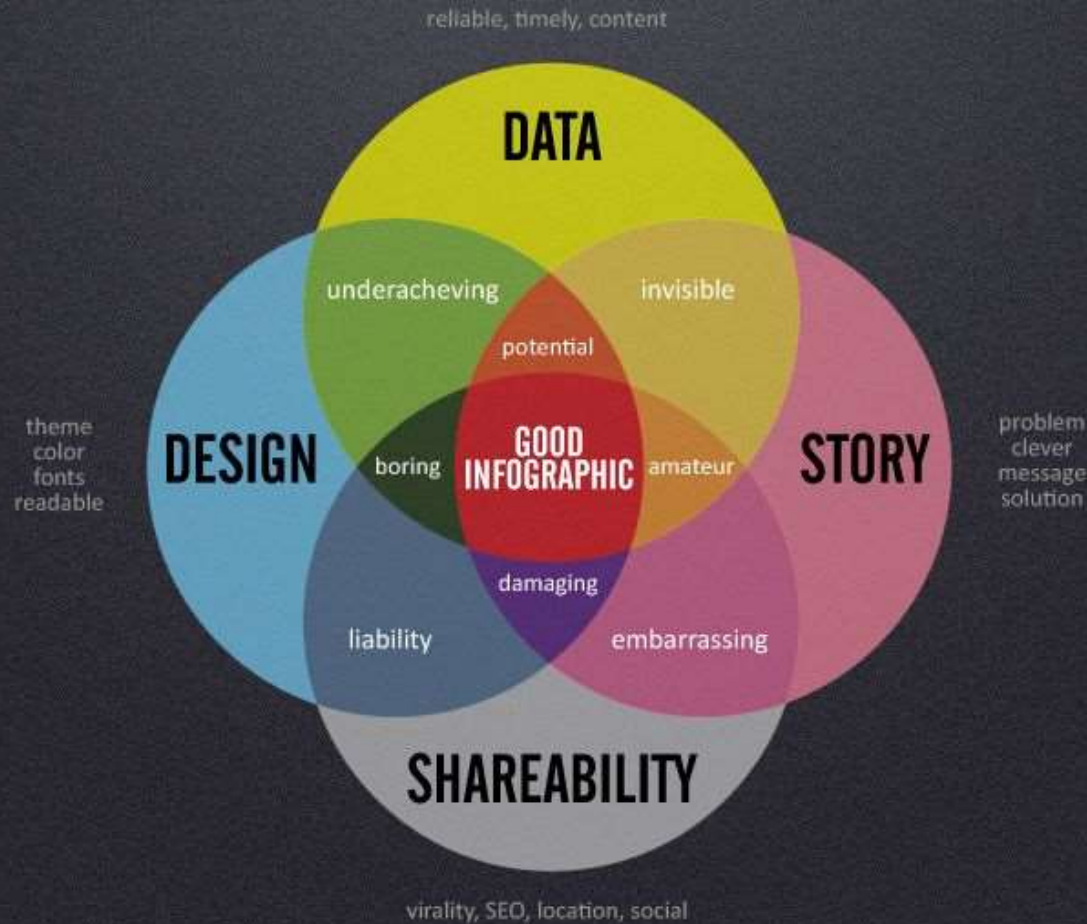 reliable, timely, content
DATA
underacheving
invisible
potential
theme
color
fonts
readable
DESIGN
boring
GOOD
INFOGRAPHIC
amateur
STORY
problem
clever
message
solution
damaging
liability
embarrassing
SHAREABILITY
virality, SEO, location, social